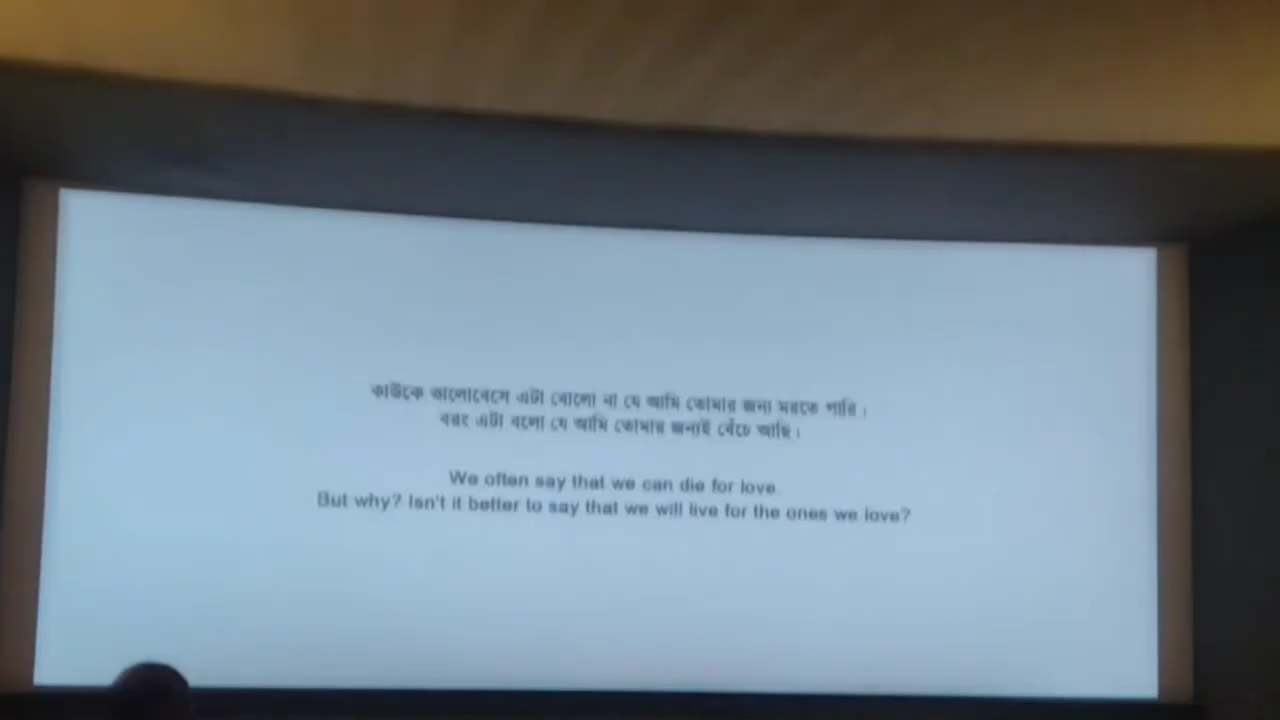 কাউকে ভালোবেসে এটা বোলো না যে আমি তোমার জন্য মরতে পারি।
বরং এটা বলো যে আমি তোমার জন্যই বেঁচে আছি।
We often say that we can die for love.
But why? Isn't it better to say that we will live for the ones we love?